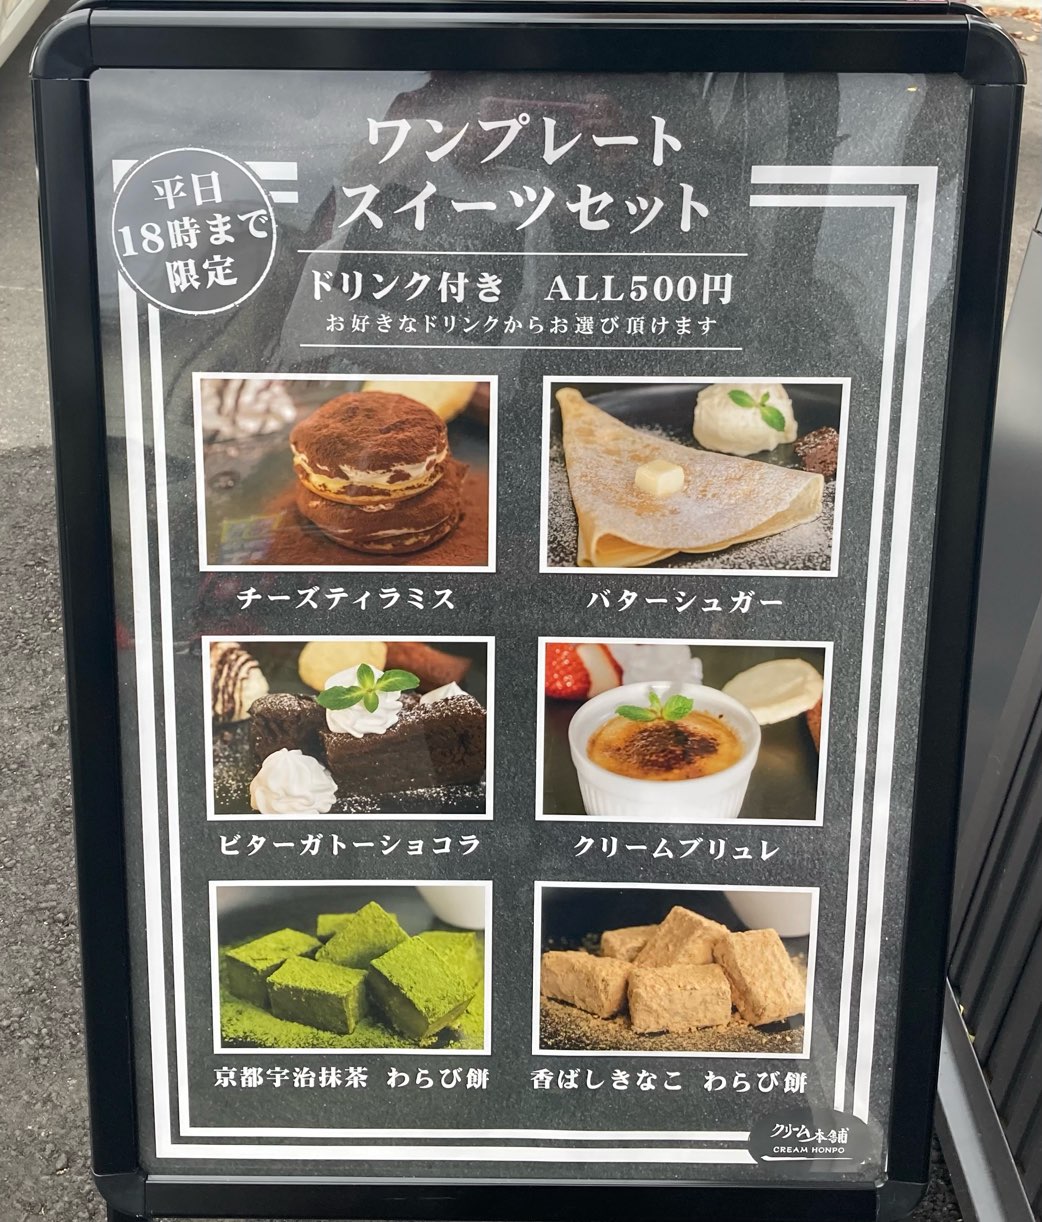 ワンプレート
スイーツセット
平日
18時まで
限定
ドリンク付き ALL500円
お好きなドリンクからお選び頂けます
チーズティラミス
バターシュガー
ビターガトーショコラ
クリームブリュレ
京都宇治抹茶 わらび餅
香ばしきなこ わらび餅
クリーム本舗
CREAM HONPO